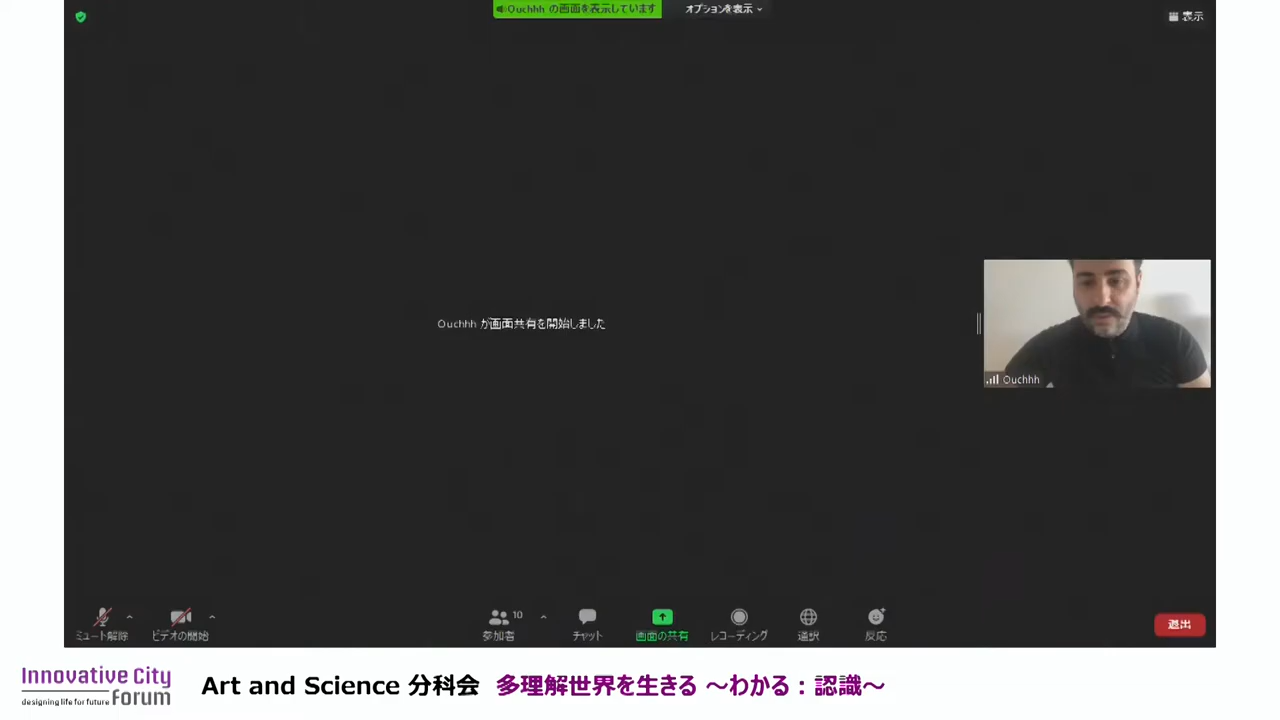 Ouchhh の画面を表示しています
オプションを表示
表示
Ouchhh が画面共有を開始しました
Ouchhh
ミュート解除
ビデオの開始
10
参加者
チャット
画面の共有
レコーディング
通訳
反応
退出
Innovative City
forum
designing life for future
Art and Science 分科会 多理解世界を生きる ～わかる：認識～